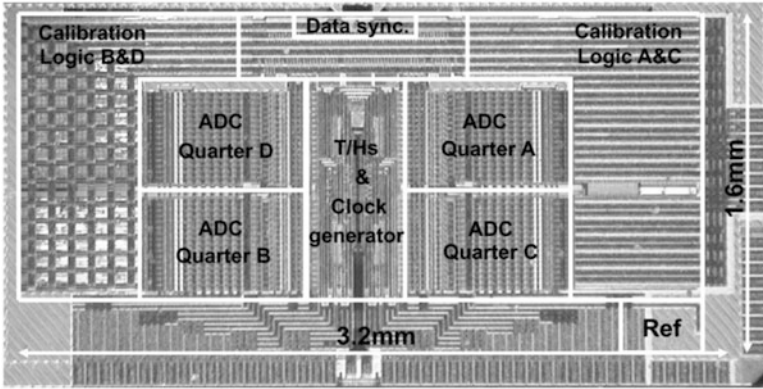 Calibration
Logic B&D
Data sync.
Calibration
Logic A&C
ADC
Quarter D
T/Hs
&
Clock
generator
ADC
Quarter A
ADC
Quarter B
ADC
Quarter C
1.6mm
3.2mm
Ref